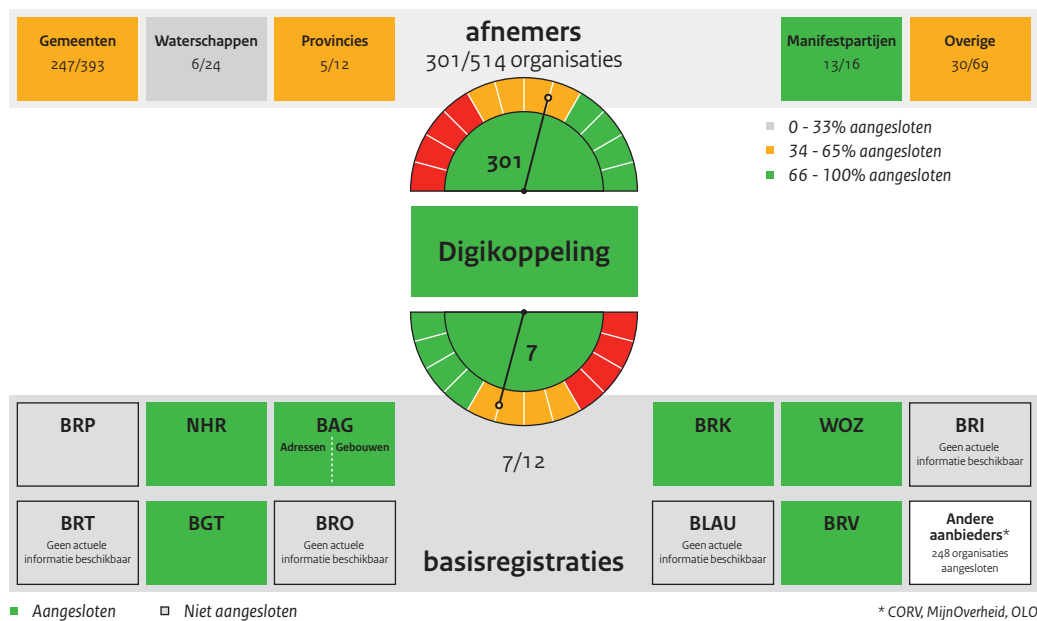 afnemers
301/514 organisaties
Gemeenten
247/393
Waterschappen
6/24
Provincies
5/12
Manifestpartijen
13/16
Overige
30/69
0 - 33% aangesloten
34 - 65% aangesloten
66 - 100% aangesloten
301
Digikoppeling
7
7/12
BRP
NHR
BAG
Adressen
Gebouwen
BRK
WOZ
BRI
Geen actuele
informatie beschikbaar
BRT
Geen actuele
informatie beschikbaar
BGT
BRO
Geen actuele
informatie beschikbaar
basisregistraties
BLAU
Geen actuele
informatie beschikbaar
BRV
Andere
aanbieders*
248 organisaties
aangesloten
Aangesloten
Niet aangesloten
* CORV, MijnOverheid, OLO